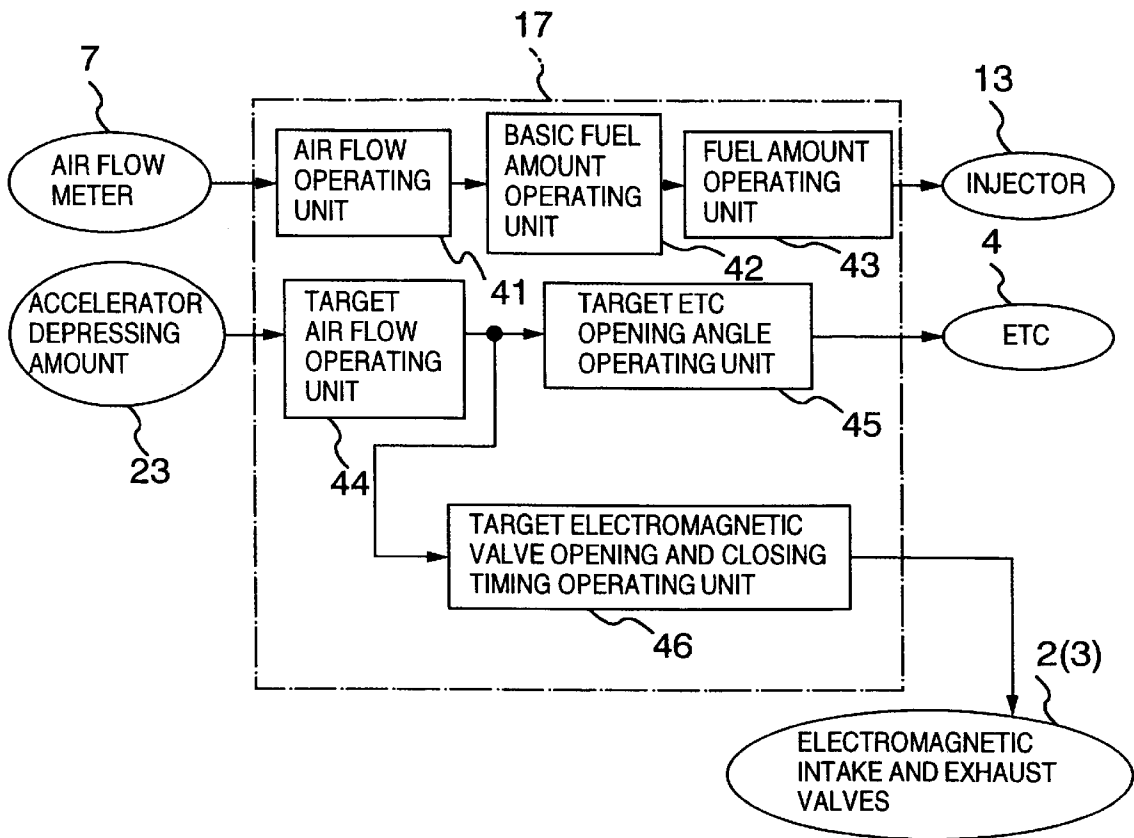 17
7
13
AIR FLOW
METER
AIR FLOW
OPERATING
UNIT
BASIC FUEL
AMOUNT
OPERATING
UNIT
FUEL AMOUNT
OPERATING
UNIT
INJECTOR
41
42
43
4
ACCELERATOR
DEPRESSING
AMOUNT
TARGET
AIR FLOW
OPERATING
UNIT
TARGET ETC
OPENING ANGLE
OPERATING UNIT
ETC
23
44
45
TARGET ELECTROMAGNETIC
VALVE OPENING AND CLOSING
TIMING OPERATING UNIT
46
2(3)
ELECTROMAGNETIC
INTAKE AND EXHAUST
VALVES